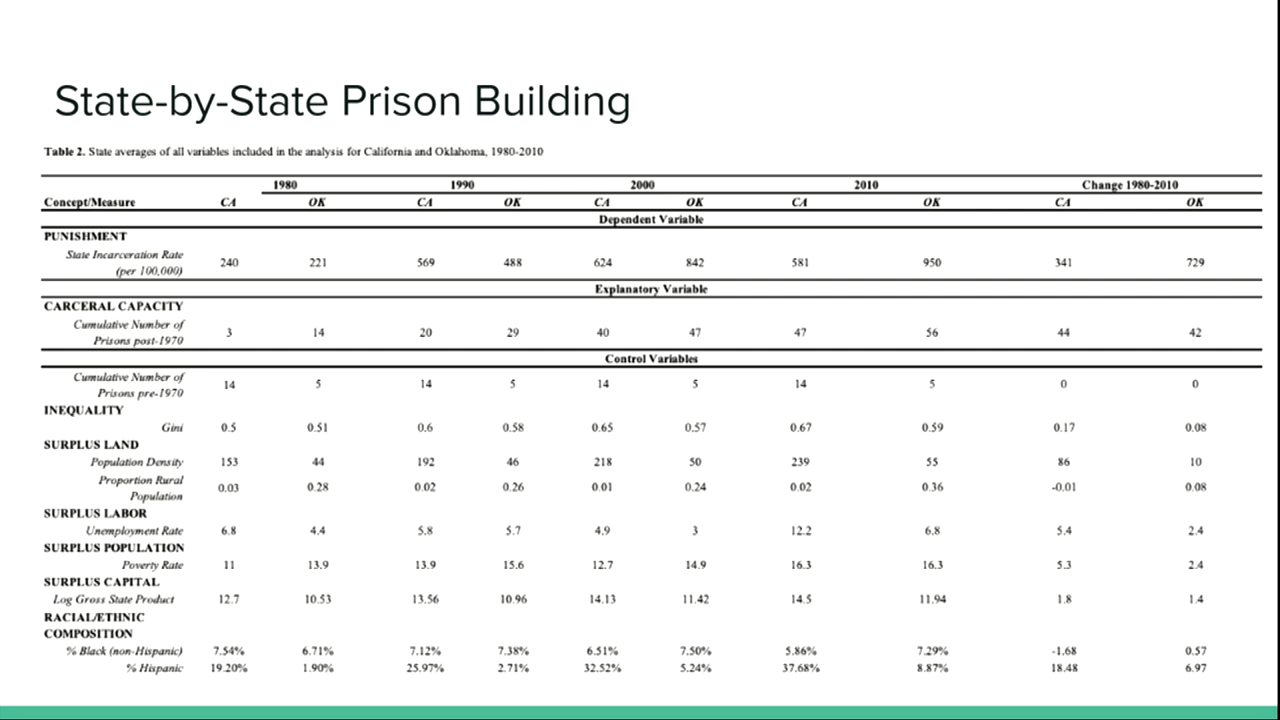 State-by-State Prison Building
Table 2. State averages of all variables included in the analysis for California and Oklahoma, 1980-2010
1980 1990 2000 2010 Change 1980-2010
Concept/Measure CA OK CA OK CA OK CA OK CA OK
Dependent Variable
PUNISHMENT
State Incarceration Rate
(per 100,000) 240 221 569 488 624 842 581 950 341 729
Explanatory Variable
CARCERAL CAPACITY
Cumulative Number of
Prisons post-1970 3 14 20 29 40 47 47 56 44 42
Control Variables
Cumulative Number of
Prisons pre-1970 14 5 14 5 14 5 14 5 0 0
INEQUALITY
Gini 0.5 0.51 0.6 0.58 0.65 0.57 0.67 0.59 0.17 0.08
SURPLUS LAND
Population Density 153 44 192 46 218 50 239 55 86 10
Proportion Rural
Population 0.03 0.28 0.02 0.26 0.01 0.24 0.02 0.36 -0.01 0.08
SURPLUS LABOR
Unemployment Rate 6.8 4.4 5.8 5.7 4.9 3 12.2 6.8 5.4 2.4
SURPLUS POPULATION
Poverty Rate 11 13.9 13.9 15.6 12.7 14.9 16.3 16.3 5.3 2.4
SURPLUS CAPITAL
Log Gross State Product 12.7 10.53 13.56 10.96 14.13 11.42 14.5 11.94 1.8 1.4
RACIAL/ETHNIC
COMPOSITION
% Black (non-Hispanic) 7.54% 6.71% 7.12% 7.38% 6.51% 7.50% 5.86% 7.29% -1.68 0.57
% Hispanic 19.20% 1.90% 25.97% 2.71% 32.52% 5.24% 37.68% 8.87% 18.48 6.97